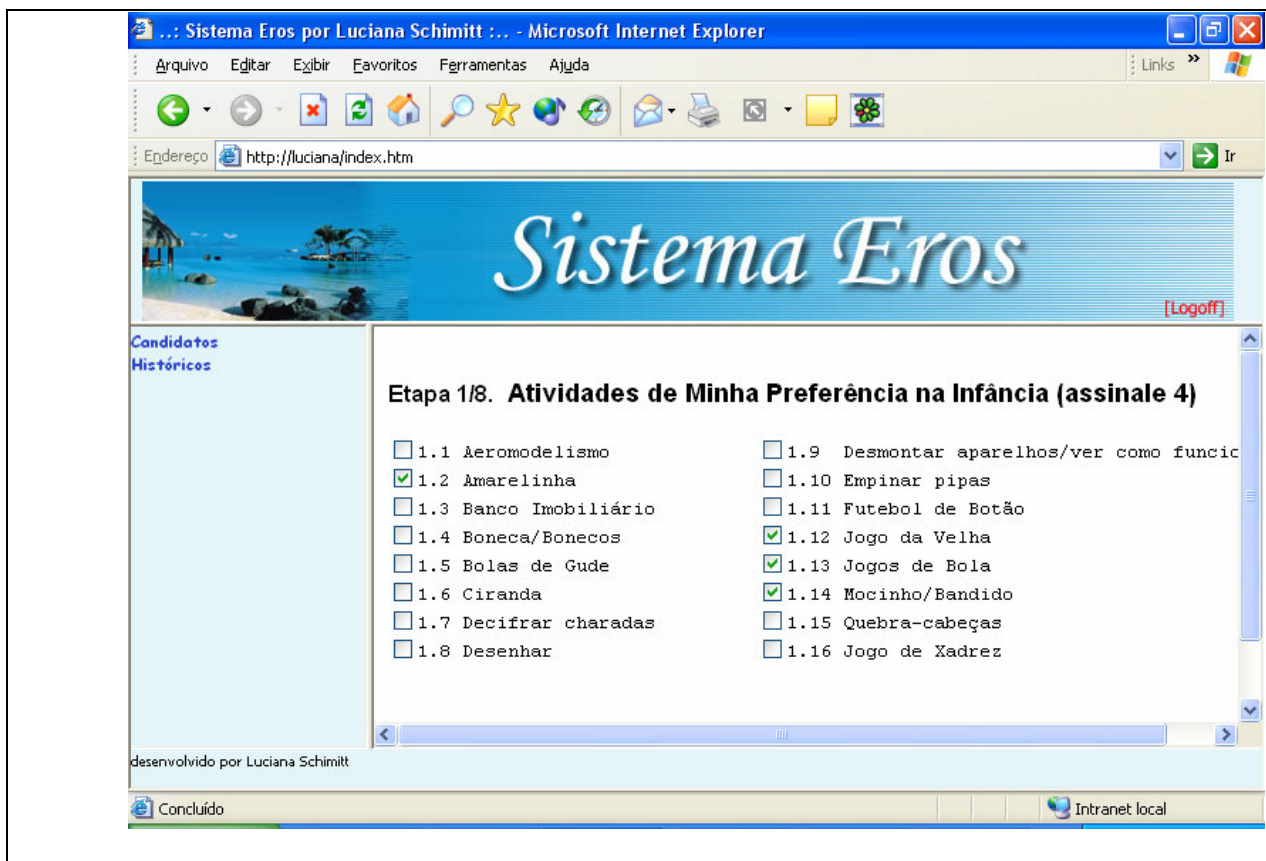 ..: Sistema Eros por Luciana Schimitt :.. - Microsoft Internet Explorer
Arquivo Editar Exibir Favoritos Ferramentas Ajuda Links »
Endereço http://luciana/index.htm Ir
Sistema Eros
[Logoff]
Candidatos
Históricos
Etapa 1/8. Atividades de Minha Preferência na Infância (assinale 4)
1.1 Aeromodelismo
1.2 Amarelinha
1.3 Banco Imobiliário
1.4 Boneca/Bonecos
1.5 Bolas de Gude
1.6 Ciranda
1.7 Decifrar charadas
1.8 Desenhar
1.9 Desmontar aparelhos/ver como funcio
1.10 Empinar pipas
1.11 Futebol de Botão
1.12 Jogo da Velha
1.13 Jogos de Bola
1.14 Mocinho/Bandido
1.15 Quebra-cabeças
1.16 Jogo de Xadrez
desenvolvido por Luciana Schimitt
Concluído Intranet local